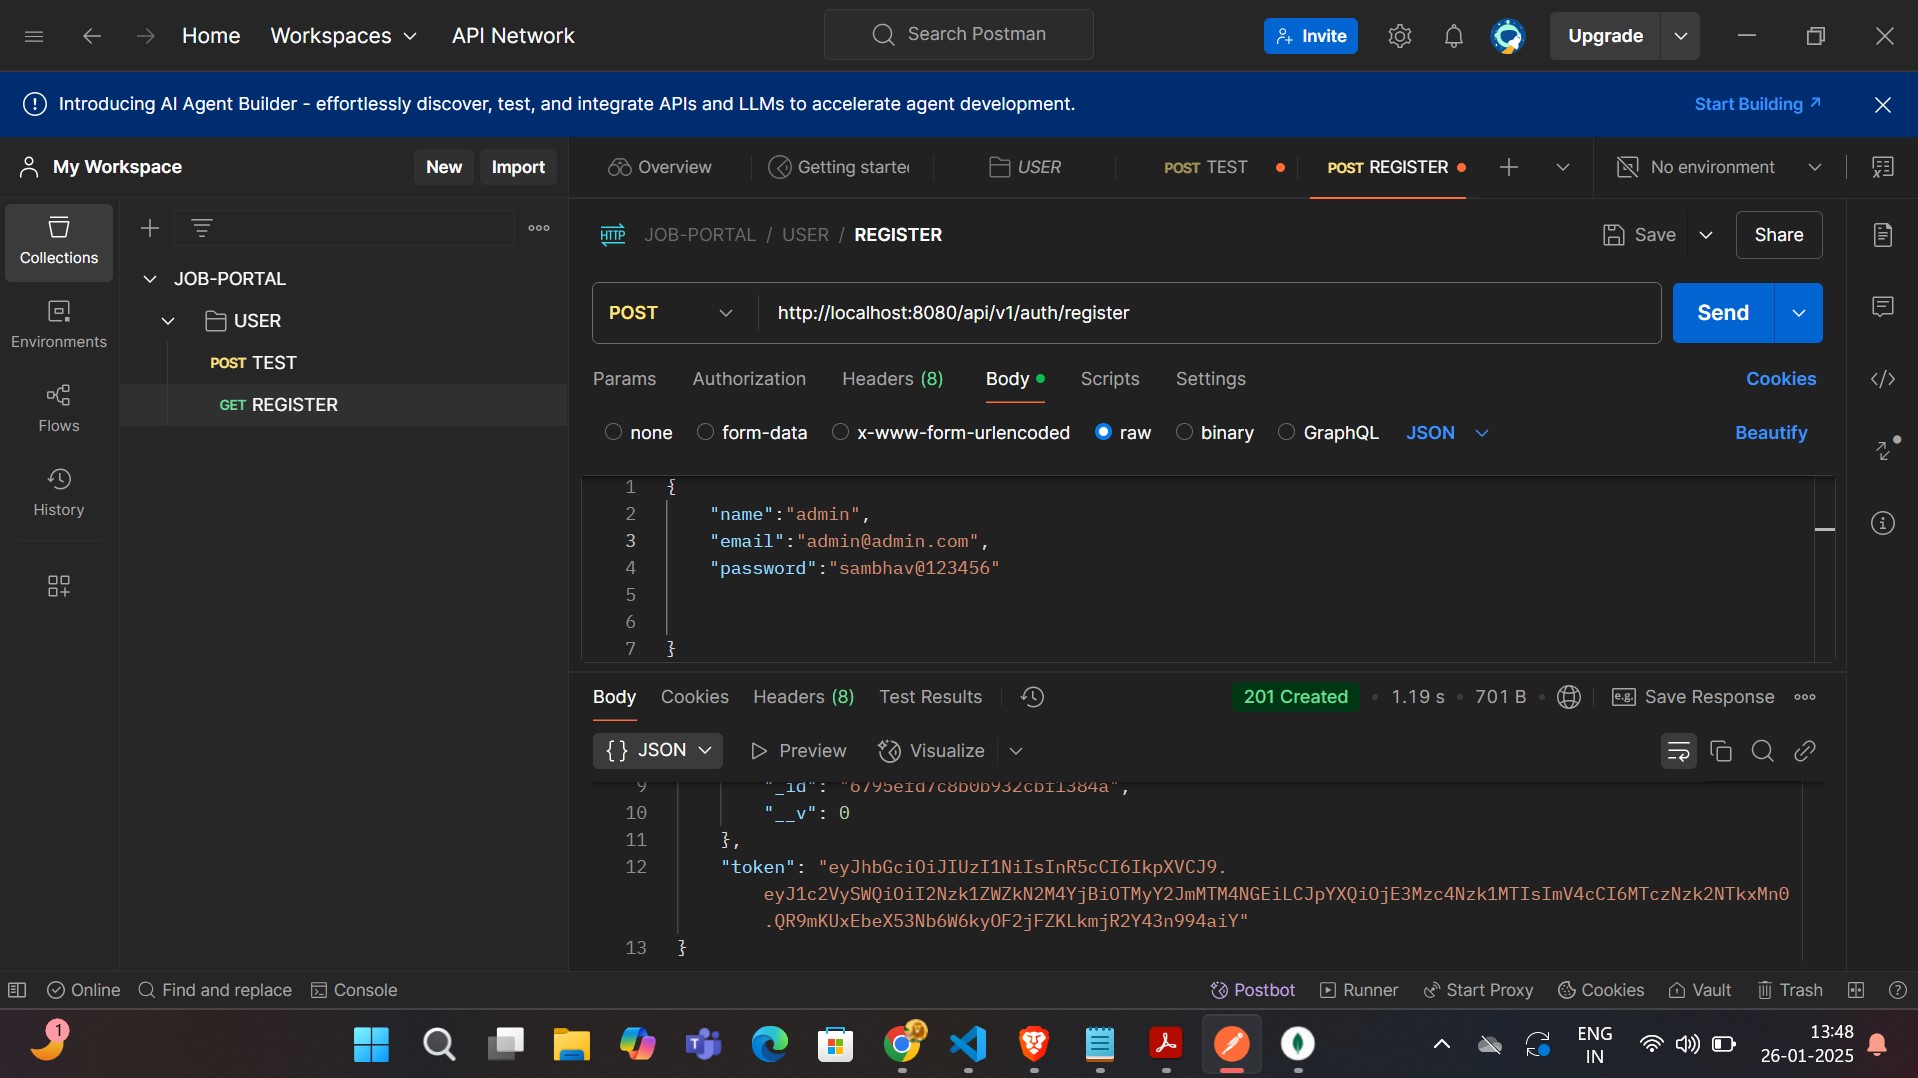 Home
Workspaces
API Network
Search Postman
Invite
Upgrade
Introducing AI Agent Builder - effortlessly discover, test, and integrate APIs and LLMs to accelerate agent development.
Start Building
My Workspace
New
Import
Overview
Getting starte
USER
POST TEST
POST REGISTER
No environment
Collections
Environments
Flows
History
JOB-PORTAL
USER
POST TEST
GET REGISTER
HTTP
JOB-PORTAL / USER / REGISTER
Save
Share
POST
http://localhost:8080/api/v1/auth/register
Send
Params
Authorization
Headers (8)
Body
Scripts
Settings
Cookies
none
form-data
x-www-form-urlencoded
raw
binary
GraphQL
JSON
Beautify
1 {
2 "name":"admin",
3 "email":"admin@admin.com",
4 "password":"sambhav@123456"
5
6
7 }
Body
Cookies
Headers (8)
Test Results
201 Created
1.19 s
701 B
e.g.
Save Response
{} JSON
Preview
Visualize
9 "_id": "6795efd7c8b0b932cbf1384a",
10 "__v": 0
11 },
12 "token": "eyJhbGciOiJIUzI1NiIsInR5cCI6IkpXVCJ9.
eyJ1c2VySWQiOiI2Nzk1ZWZkN2M4YjBiOTMyY2JmMTM4NGEiLCJpYXQiOjE3Mzc4Nzk1MTIsImV4cCI6MTczNzk2NTkxMn0
.QR9mKUxEbeX53Nb6W6kyOF2jFZKLkmjR2Y43n994aiY"
13 }
Online
Find and replace
Console
Postbot
Runner
Start Proxy
Cookies
Vault
Trash
1
ENG
IN
13:48
26-01-2025